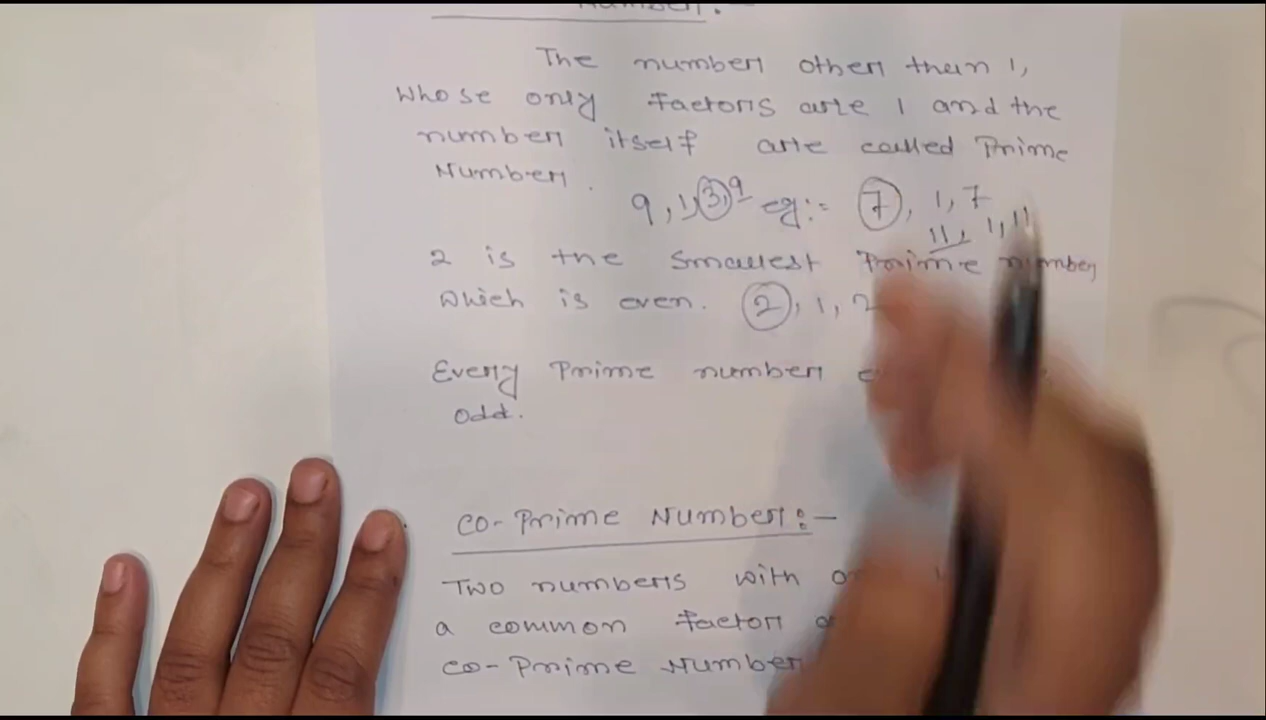 Number:-
The number other than 1,
Whose only factors are 1 and the
number itself are called Prime
Number.
9, 1, 3, 9 eg:- 7, 1, 7
11, 1, 11
2 is the smallest Prime number
which is even. 2, 1, 2
Every Prime number
odd.
Co-Prime Number:-
Two numbers with
a common factor
co-Prime Number